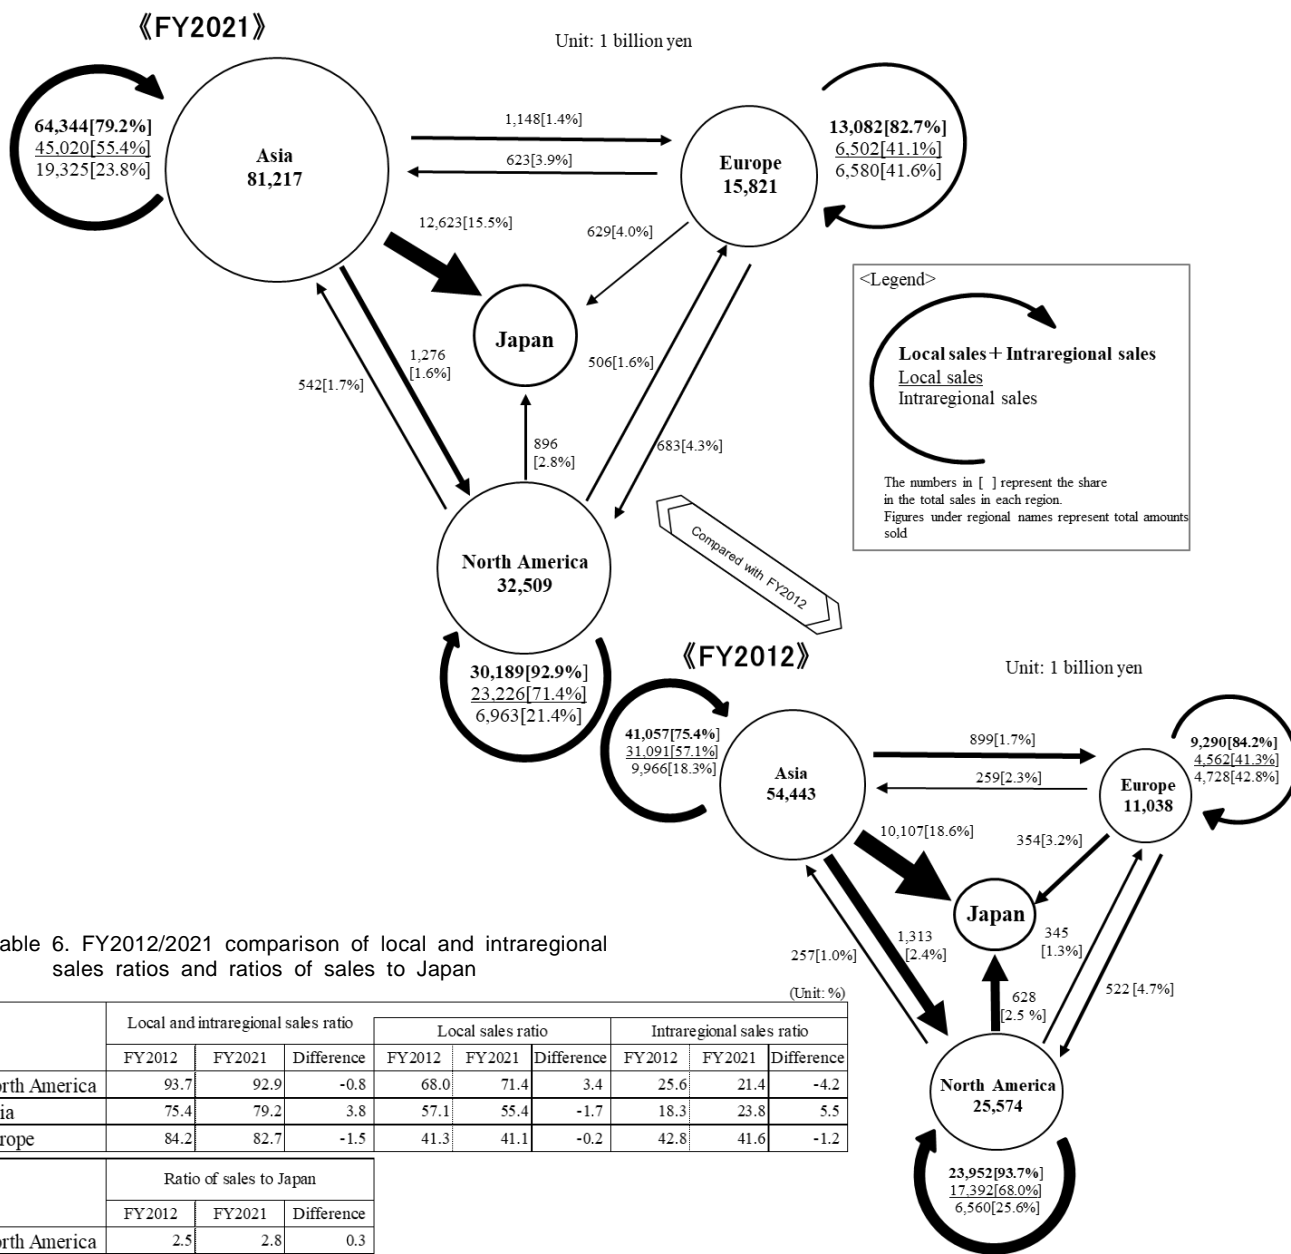 《FY2021》
Unit: 1 billion yen
64,344[79.2%]
45,020[55.4%]
19,325[23.8%]
Asia
81,217
1,148[1.4%]
623[3.9%]
Europe
15,821
13,082[82.7%]
6,502[41.1%]
6,580[41.6%]
12,623[15.5%]
629[4.0%]
Japan
1,276
[1.6%]
542[1.7%]
506[1.6%]
683[4.3%]
896
[2.8%]
North America
32,509
30,189[92.9%]
23,226[71.4%]
6,963[21.4%]
<Legend>
Local sales＋Intraregional sales
Local sales
Intraregional sales
The numbers in [ ] represent the share
in the total sales in each region.
Figures under regional names represent total amounts
sold
Compared with FY2012
《FY2012》
Unit: 1 billion yen
41,057[75.4%]
31,091[57.1%]
9,966[18.3%]
Asia
54,443
899[1.7%]
259[2.3%]
Europe
11,038
9,290[84.2%]
4,562[41.3%]
4,728[42.8%]
10,107[18.6%]
354[3.2%]
Japan
1,313
[2.4%]
257[1.0%]
345
[1.3%]
522 [4.7%]
628
[2.5 %]
North America
25,574
23,952[93.7%]
17,392[68.0%]
6,560[25.6%]
able 6. FY2012/2021 comparison of local and intraregional
sales ratios and ratios of sales to Japan
(Unit: %)
Local and intraregional sales ratio
Local sales ratio Intraregional sales ratio
FY2012 FY2021 Difference FY2012 FY2021 Difference FY2012 FY2021 Difference
orth America 93.7 92.9 -0.8 68.0 71.4 3.4 25.6 21.4 -4.2
ia 75.4 79.2 3.8 57.1 55.4 -1.7 18.3 23.8 5.5
rope 84.2 82.7 -1.5 41.3 41.1 -0.2 42.8 41.6 -1.2
Ratio of sales to Japan
FY2012 FY2021 Difference
orth America 2.5 2.8 0.3